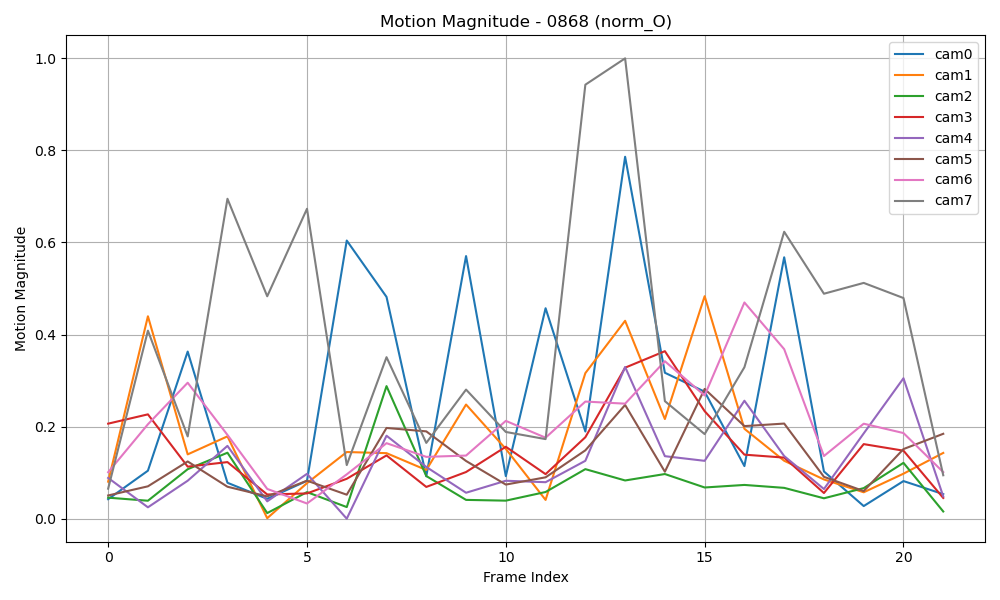 Motion Magnitude - 0868 (norm_O)
Motion Magnitude
1.0
0.8
0.6
0.4
0.2
0.0
0
5
10
15
20
Frame Index
cam0
cam1
cam2
cam3
cam4
cam5
cam6
cam7